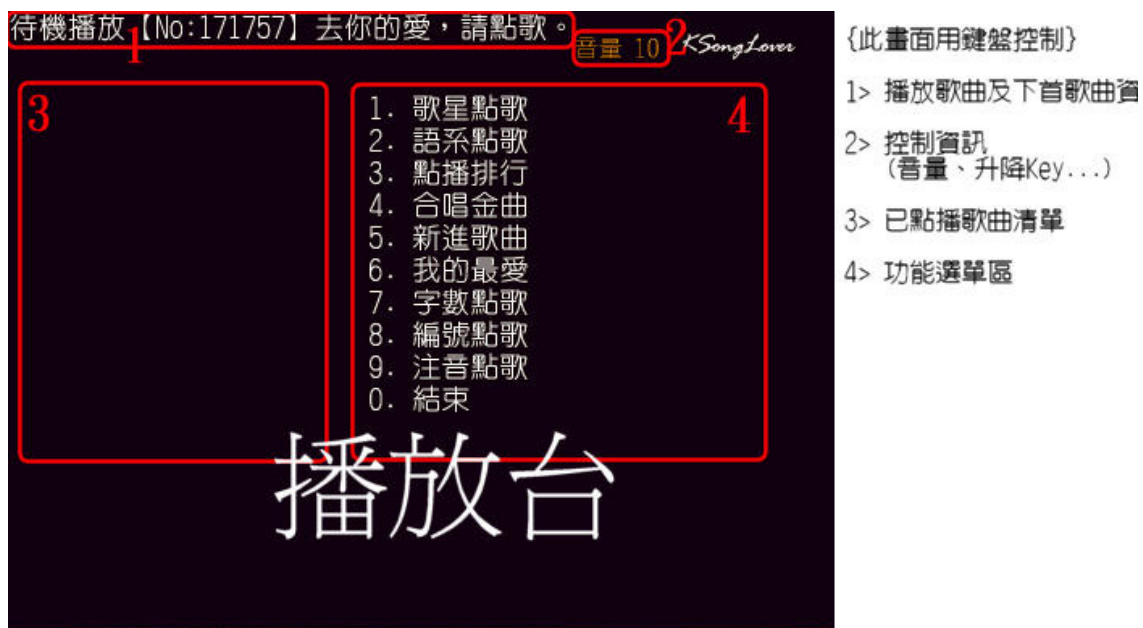 待機播放【No:171757】去你的愛，請點歌。
音量 10
KSongLover
1
2
3
4
1. 歌星點歌
2. 語系點歌
3. 點播排行
4. 合唱金曲
5. 新進歌曲
6. 我的最愛
7. 字數點歌
8. 編號點歌
9. 注音點歌
0. 結束
播放台
{此畫面用鍵盤控制}
1> 播放歌曲及下首歌曲資
2> 控制資訊
(音量、升降Key...)
3> 已點播歌曲清單
4> 功能選單區